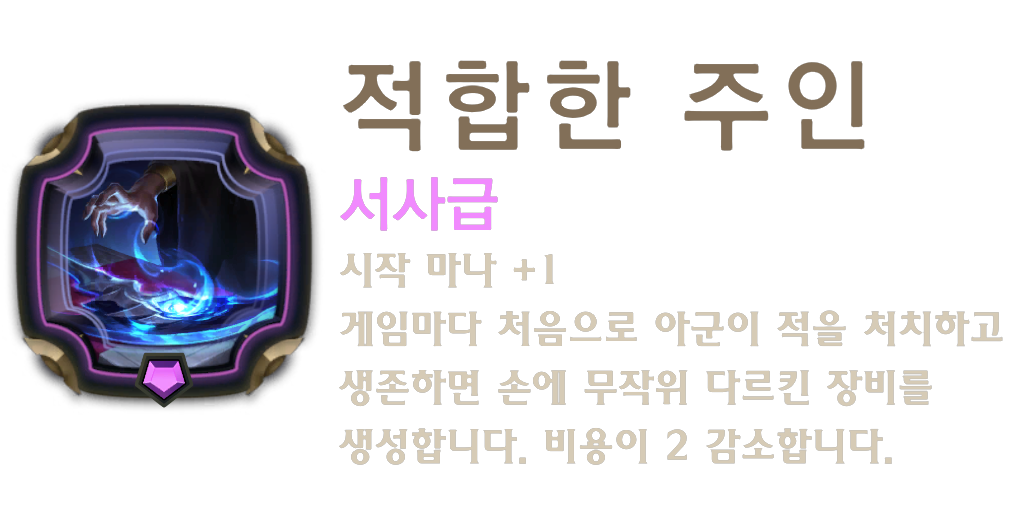 적합한 주인
서사급
시작 마나 +1
게임마다 처음으로 아군이 적을 처치하고
생존하면 손에 무작위 다르킨 장비를
생성합니다. 비용이 2 감소합니다.